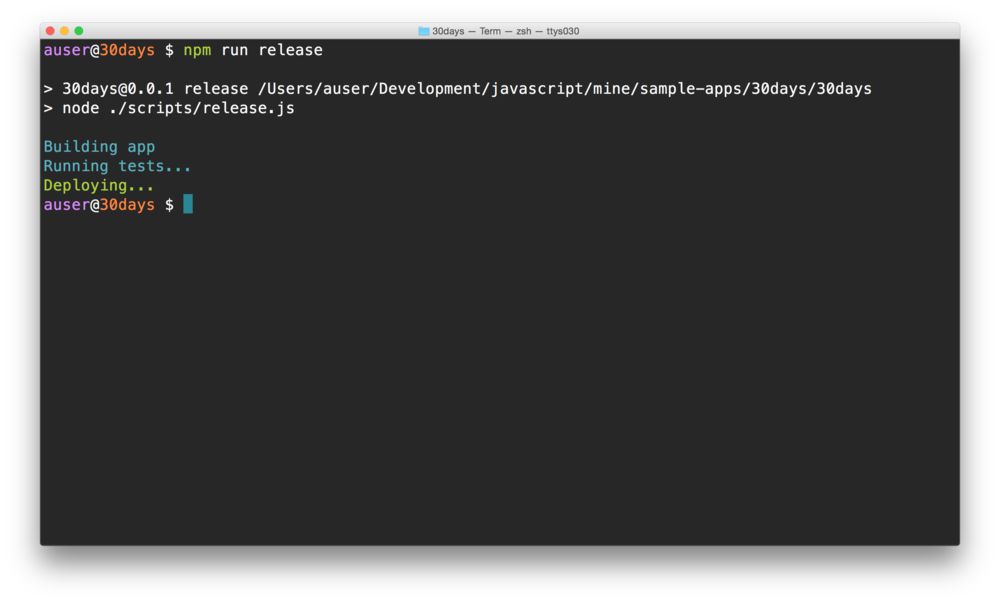 30days — Term — zsh — ttys030
auser@30days $ npm run release
> 30days@0.0.1 release /Users/auser/Development/javascript/mine/sample-apps/30days/30days
> node ./scripts/release.js
Building app
Running tests...
Deploying...
auser@30days $